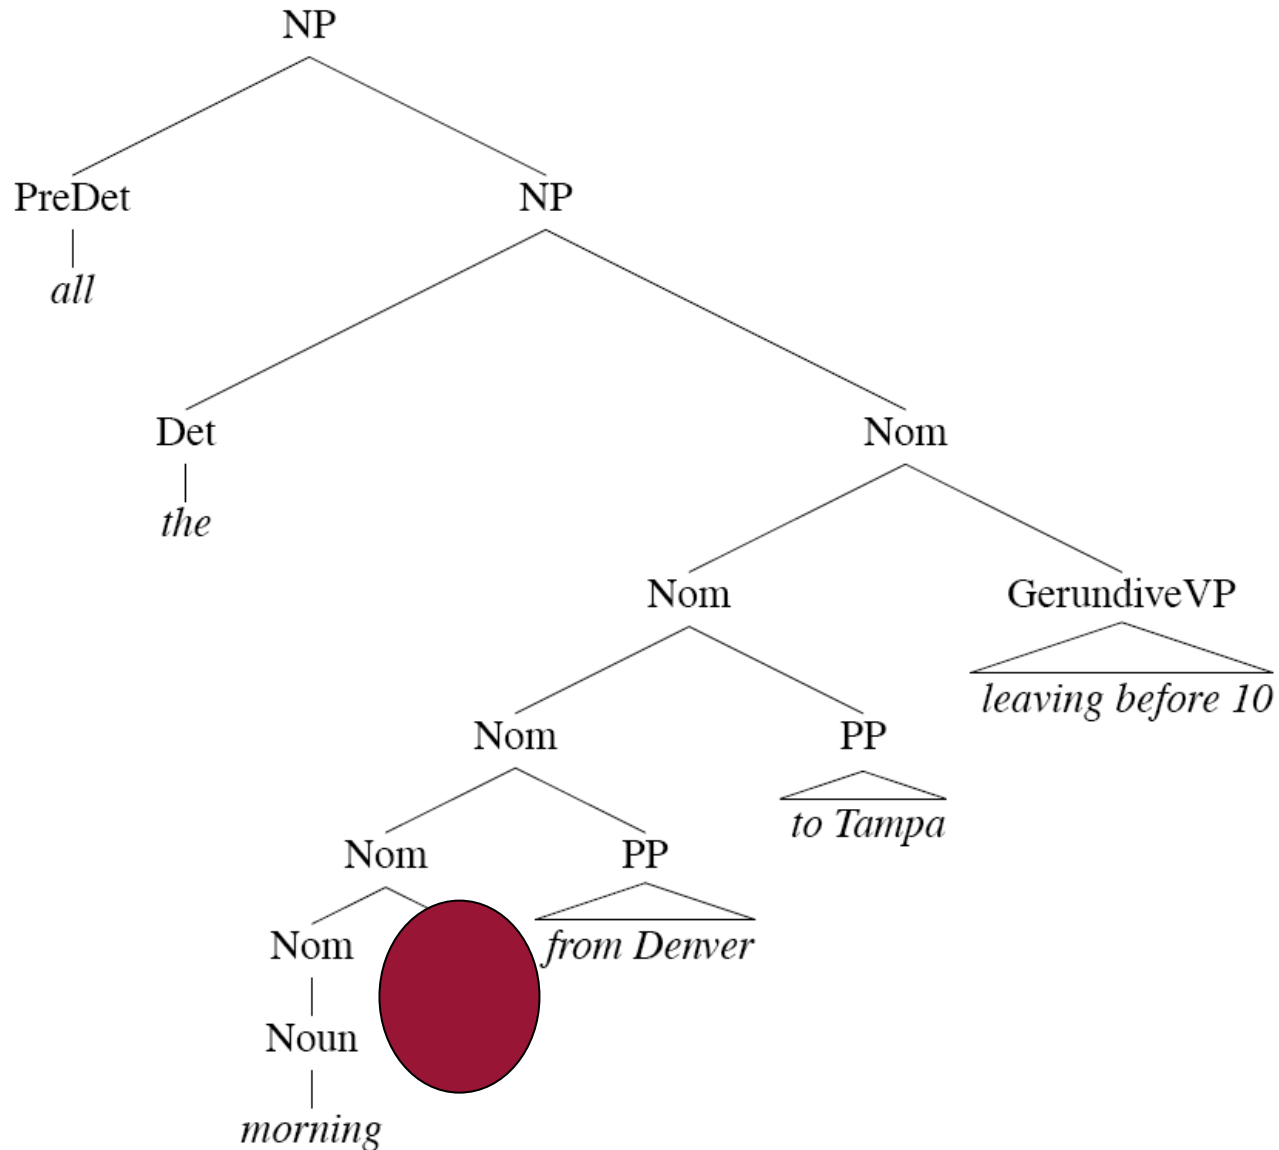 NP
PreDet NP
all
Det Nom
the
Nom GerundiveVP
leaving before 10
Nom PP
to Tampa
Nom PP
Nom from Denver
Noun
morning